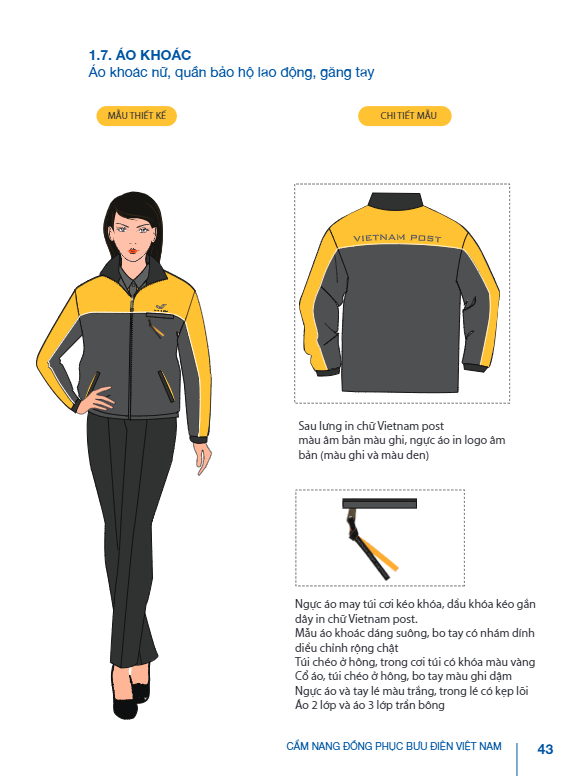 1.7. ÁO KHOÁC
Áo khoác nữ, quần bảo hộ lao động, găng tay
MẪU THIẾT KẾ
CHI TIẾT MẪU
VIETNAM POST
Sau lưng in chữ Vietnam post
màu âm bản màu ghi, ngực áo in logo âm
bản (màu ghi và màu đen)
Ngực áo may túi cơi kéo khóa, đầu khóa kéo gắn
dây in chữ Vietnam post.
Mẫu áo khoác dáng suông, bo tay có nhám dính
điều chỉnh rộng chật
Túi chéo ở hông, trong cơi túi có khóa màu vàng
Cổ áo, túi chéo ở hông, bo tay màu ghi đậm
Ngực áo và tay lé màu trắng, trong lé có kẹp lõi
Áo 2 lớp và áo 3 lớp trần bông
CẨM NANG ĐỒNG PHỤC BƯU ĐIỆN VIỆT NAM
43